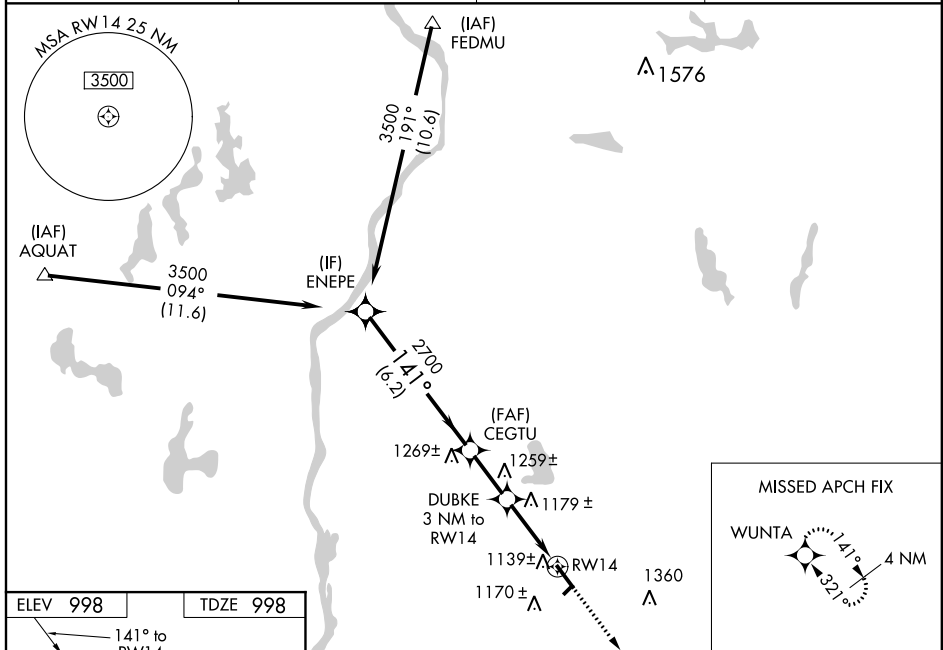 MSA RW14 25 NM
3500
(IAF)
FEDMU
1576
3500
191°
(10.6)
(IAF)
AQUAT
3500
094°
(11.6)
(IF)
ENEPE
2700
141°
(6.2)
(FAF)
CEGTU
1269±
1259±
DUBKE
3 NM to
RW14
1179 ±
1139±
RW14
1170 ±
1360
MISSED APCH FIX
WUNTA
141°
4 NM
321°
ELEV 998
TDZE 998
141° to
RW14